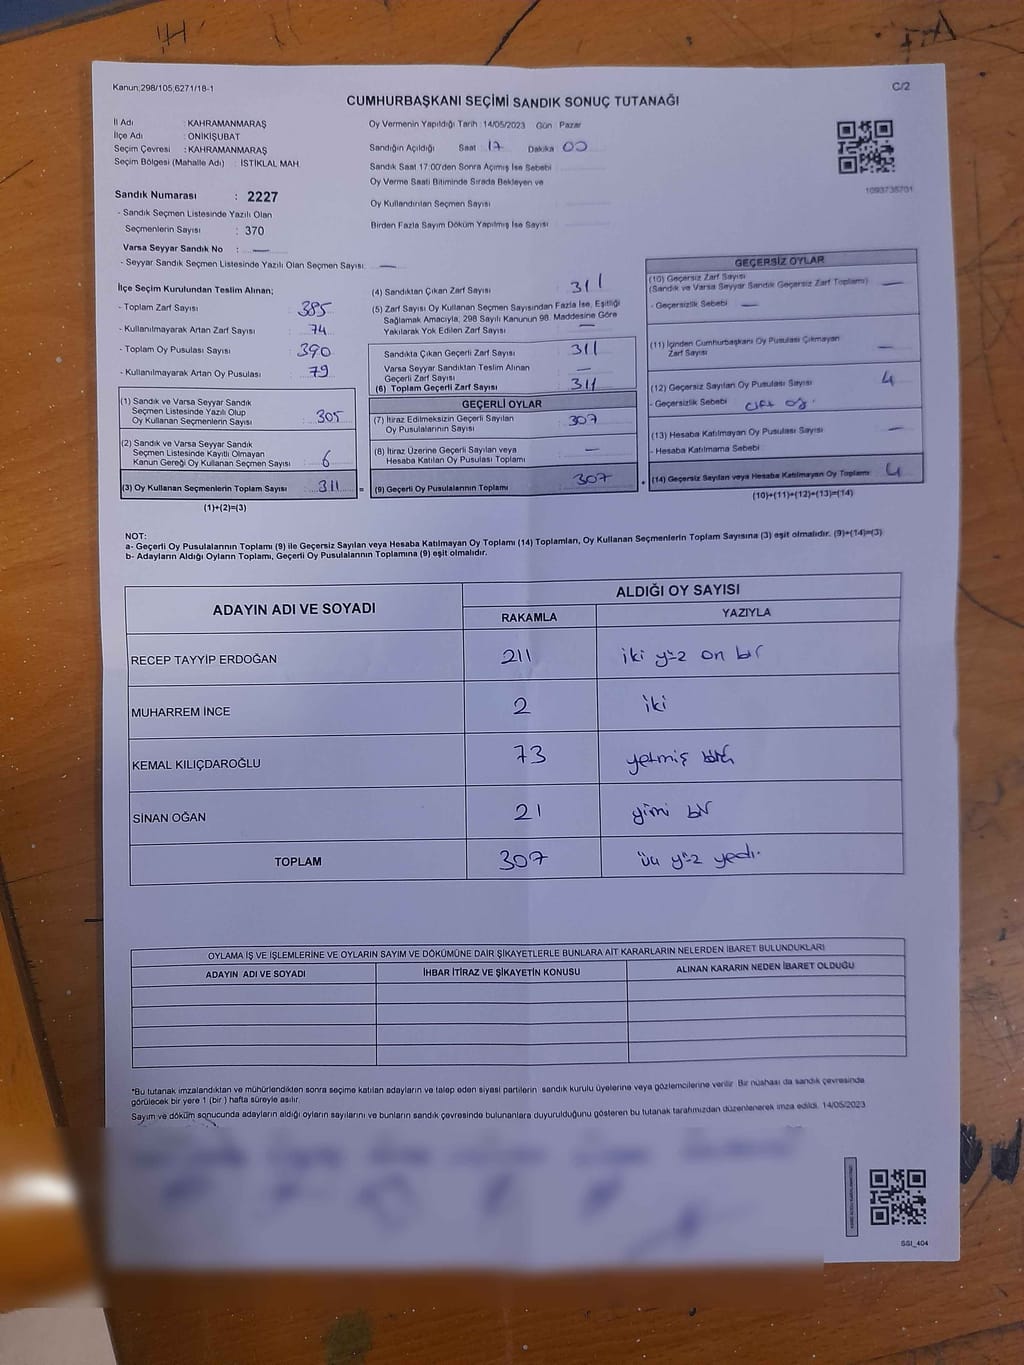 Kanun;298/105;6271/18-1
C/2
CUMHURBAŞKANI SEÇİMİ SANDIK SONUÇ TUTANAĞI
İl Adı : KAHRAMANMARAŞ
İlçe Adı : ONİKİŞUBAT
Seçim Çevresi : KAHRAMANMARAŞ
Seçim Bölgesi (Mahalle Adı) : İSTİKLAL MAH.
Sandık Numarası : 2227
- Sandık Seçmen Listesinde Yazılı Olan
Seçmenlerin Sayısı : 370
Varsa Seyyar Sandık No : —
- Seyyar Sandık Seçmen Listesinde Yazılı Olan Seçmen Sayısı: —
Oy Vermenin Yapıldığı Tarih : 14/05/2023 Gün : Pazar
Sandığın Açıldığı Saat 17 Dakika 00
Sandık Saat 17:00'den Sonra Açımış İse Sebebi
Oy Verme Saati Bitiminde Sırada Bekleyen ve
Oy Kullandırılan Seçmen Sayısı
Birden Fazla Sayım Döküm Yapılmış İse Sayısı
1093735701
İlçe Seçim Kurulundan Teslim Alınan;
- Toplam Zarf Sayısı : 385
- Kullanılmayarak Artan Zarf Sayısı : 74
- Toplam Oy Pusulası Sayısı : 390
- Kullanılmayarak Artan Oy Pusulası : 79
(1) Sandık ve Varsa Seyyar Sandık
Seçmen Listesinde Yazılı Olup
Oy Kullanan Seçmenlerin Sayısı : 305
(2) Sandık ve Varsa Seyyar Sandık
Seçmen Listesinde Kayıtlı Olmayan
Kanun Gereği Oy Kullanan Seçmen Sayısı : 6
(3) Oy Kullanan Seçmenlerin Toplam Sayısı : 311 =
(1)+(2)=(3)
(4) Sandıktan Çıkan Zarf Sayısı : 311
(5) Zarf Sayısı Oy Kullanan Seçmen Sayısından Fazla İse, Eşitliği
Sağlamak Amacıyla, 298 Sayılı Kanunun 98. Maddesine Göre
Yakılarak Yok Edilen Zarf Sayısı : —
Sandıkta Çıkan Geçerli Zarf Sayısı : 311
Varsa Seyyar Sandıktan Teslim Alınan
Geçerli Zarf Sayısı : —
(6) Toplam Geçerli Zarf Sayısı : 311
GEÇERLİ OYLAR
(7) İtiraz Edilmeksizin Geçerli Sayılan
Oy Pusulalarının Sayısı : 307
(8) İtiraz Üzerine Geçerli Sayılan veya
Hesaba Katılan Oy Pusulası Toplamı : —
(9) Geçerli Oy Pusulalarının Toplamı : 307 +
GEÇERSİZ OYLAR
(10) Geçersiz Zarf Sayısı
(Sandık ve Varsa Seyyar Sandık Geçersiz Zarf Toplamı) : —
- Geçersizlik Sebebi : —
(11) İçinden Cumhurbaşkanı Oy Pusulası Çıkmayan
Zarf Sayısı : —
(12) Geçersiz Sayılan Oy Pusulası Sayısı : 4
- Geçersizlik Sebebi : çift oy.
(13) Hesaba Katılmayan Oy Pusulası Sayısı : —
- Hesaba Katılmama Sebebi :
(14) Geçersiz Sayılan veya Hesaba Katılmayan Oy Toplamı : 4
(10)+(11)+(12)+(13)=(14)
NOT:
a- Geçerli Oy Pusulalarının Toplamı (9) ile Geçersiz Sayılan veya Hesaba Katılmayan Oy Toplamı (14) Toplamları, Oy Kullanan Seçmenlerin Toplam Sayısına (3) eşit olmalıdır. (9)+(14)=(3)
b- Adayların Aldığı Oyların Toplamı, Geçerli Oy Pusulalarının Toplamına (9) eşit olmalıdır.
ADAYIN ADI VE SOYADI ALDIĞI OY SAYISI
RAKAMLA YAZIYLA
RECEP TAYYİP ERDOĞAN 211 iki yüz on bir
MUHARREM İNCE 2 iki
KEMAL KILIÇDAROĞLU 73 yetmiş
SİNAN OĞAN 21 yimi bir
TOPLAM 307 üç yüz yedi.
OYLAMA İŞ VE İŞLEMLERİNE VE OYLARIN SAYIM VE DÖKÜMÜNE DAİR ŞİKAYETLERLE BUNLARA AİT KARARLARIN NELERDEN İBARET BULUNDUKLARI
ADAYIN ADI VE SOYADI İHBAR İTİRAZ VE ŞİKAYETİN KONUSU ALINAN KARARIN NEDEN İBARET OLDUĞU
*Bu tutanak imzalandıktan ve mühürlendikten sonra seçime katılan adayların ve talep eden siyasi partilerin sandık kurulu üyelerine veya gözlemcilerine verilir. Bir nüshası da sandık çevresinde
görülecek bir yere 1 (bir) hafta süreyle asılır.
Sayım ve döküm sonucunda adayların aldığı oyların sayılarını ve bunların sandık çevresinde bulunanlara duyurulduğunu gösteren bu tutanak tarafımızdan düzenlenerek imza edildi. 14/05/2023
SSI_404